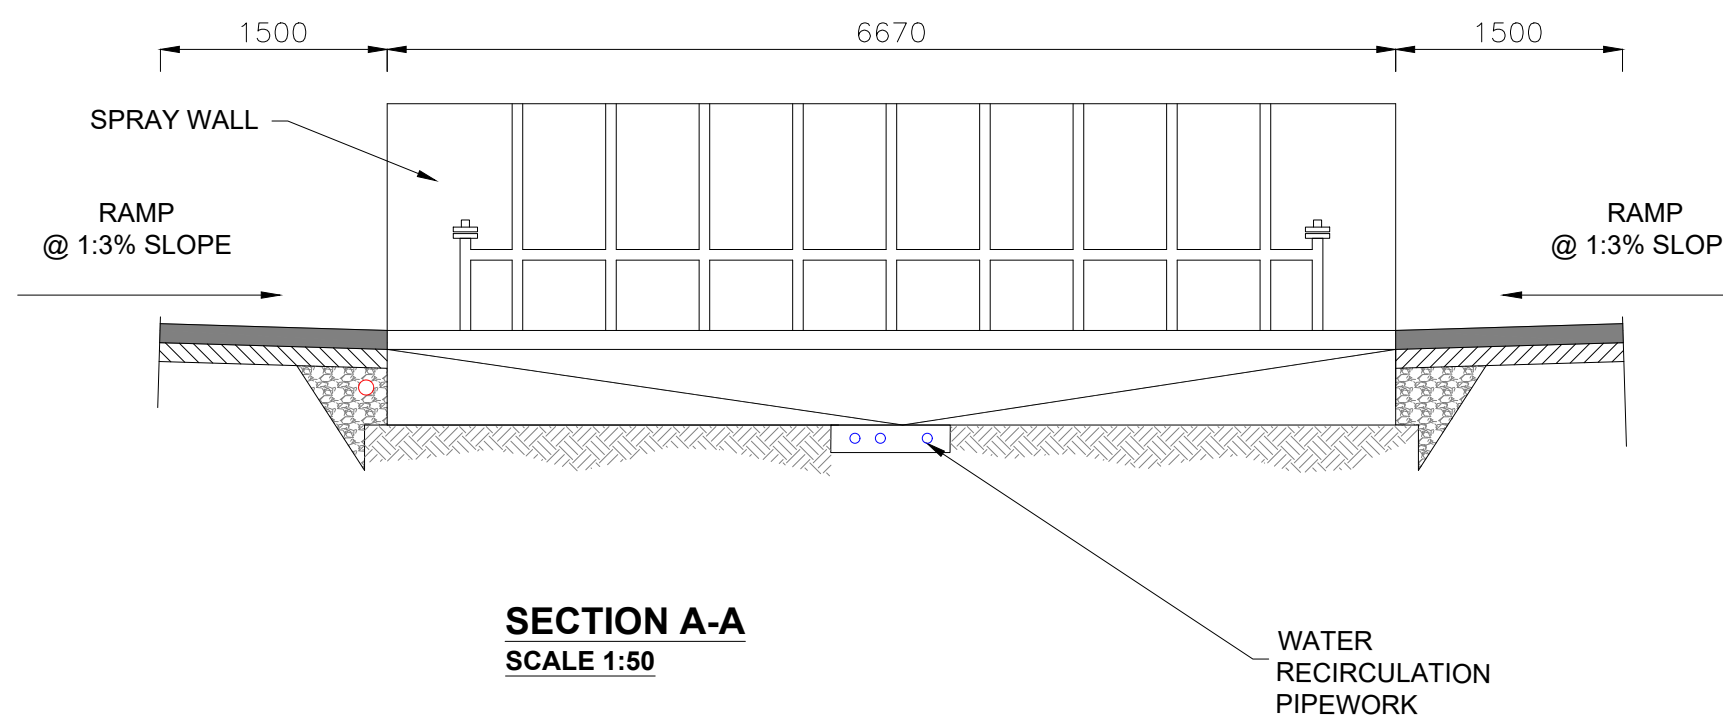 1500
6670
1500
SPRAY WALL
RAMP
@ 1:3% SLOPE
RAMP
@ 1:3% SLOP
SECTION A-A
SCALE 1:50
WATER
RECIRCULATION
PIPEWORK